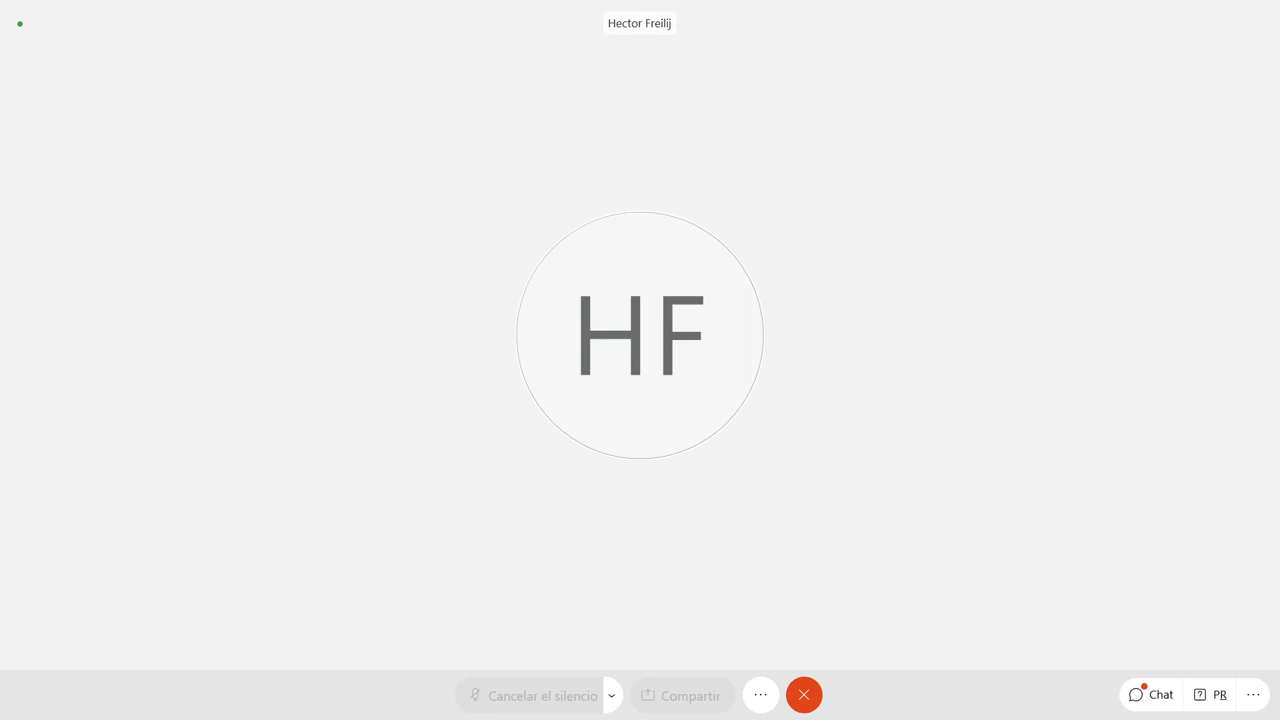 Hector Freilij
HF
Cancelar el silencio
Compartir
Chat
PR